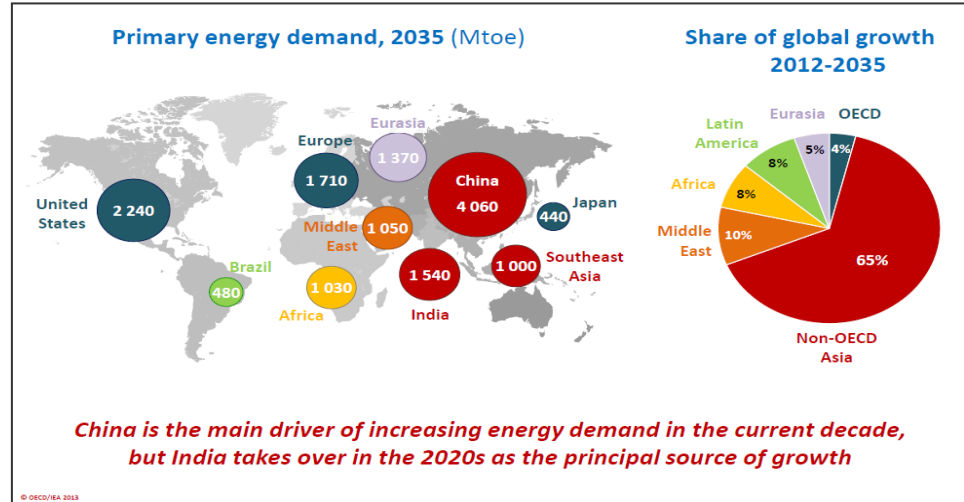 Primary energy demand, 2035 (Mtoe)
Share of global growth
2012-2035
United
States
2 240
Brazil
480
Europe
1 710
Eurasia
1 370
Middle
East
1 050
Africa
1 030
China
4 060
India
1 540
Japan
440
Southeast
Asia
1 000
OECD
4%
Eurasia
5%
Latin
America
8%
Africa
8%
Middle
East
10%
65%
Non-OECD
Asia
China is the main driver of increasing energy demand in the current decade,
but India takes over in the 2020s as the principal source of growth
© OECD/IEA 2013